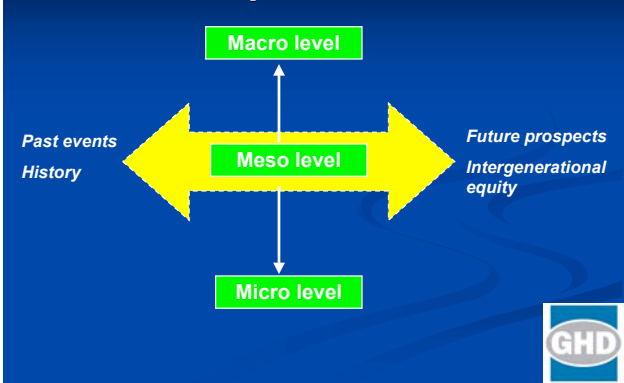 Macro level
Past events
History
Meso level
Future prospects
Intergenerational
equity
Micro level
GHD